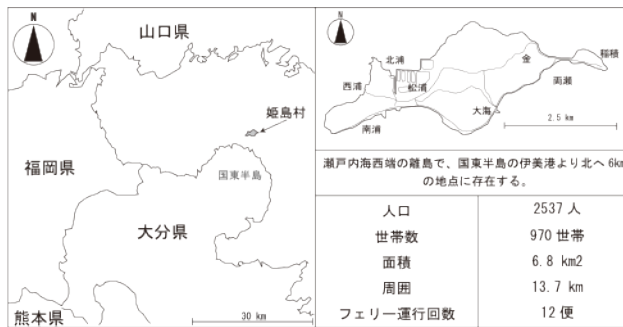 N
山口県
姫島村
福岡県
国東半島
大分県
熊本県
30 km
N
北浦
金
稲積
西浦
松浦
両瀬
大海
南浦
2.5 km
瀬戸内海西端の離島で、国東半島の伊美港より北へ 6km
の地点に存在する。
人口 2537 人
世帯数 970 世帯
面積 6.8 km2
周囲 13.7 km
フェリー運行回数 12 便